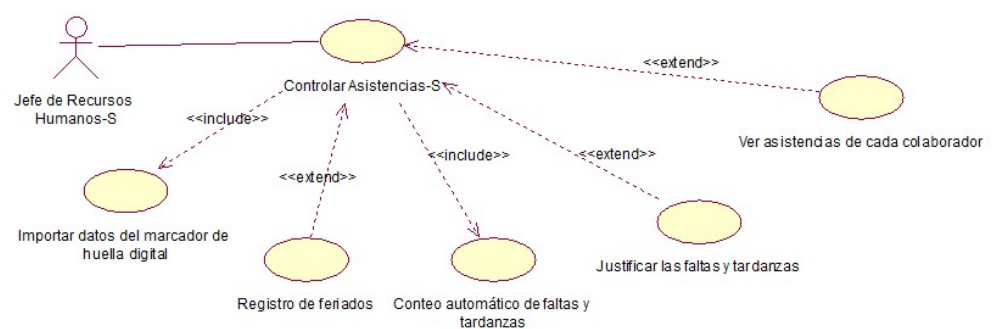 <<extend>>
Controlar Asistencias-S
Jefe de Recursos
Humanos-S
<<include>>
Ver asistencias de cada colaborador
<<include>>
<<extend>>
<<extend>>
Importar datos del marcador de
huella digital
Justificar las faltas y tardanzas
Registro de feriados
Conteo automático de faltas y
tardanzas